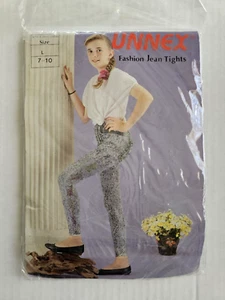 Size
L
7-10
UNNEX
Fashion Jean Tights